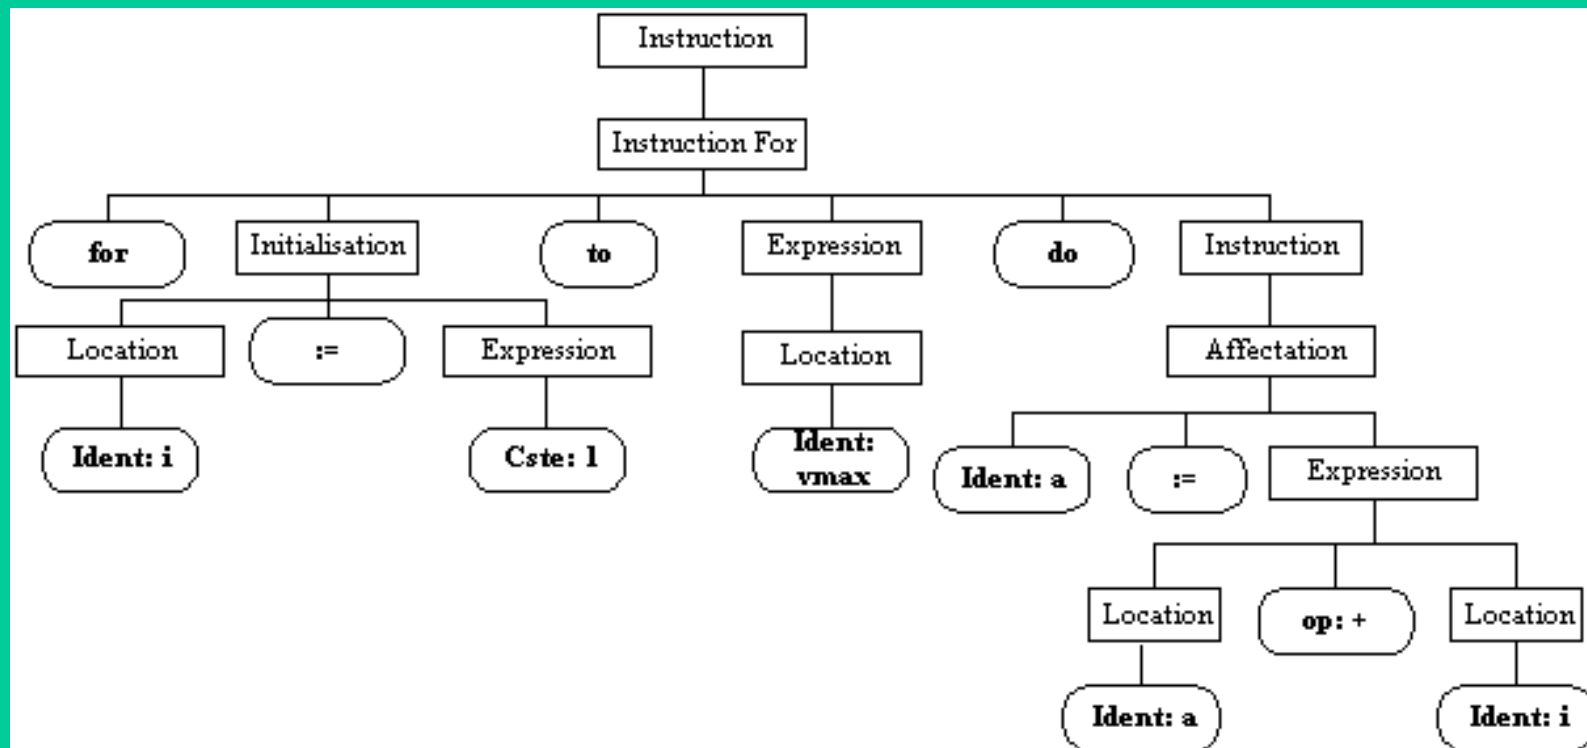 Instruction
Instruction For
for
Initialisation
to
Expression
do
Instruction
Location
:=
Expression
Location
Affectation
Ident: i
Cste: 1
Ident:
vmax
Ident: a
:=
Expression
Location
op: +
Location
Ident: a
Ident: i